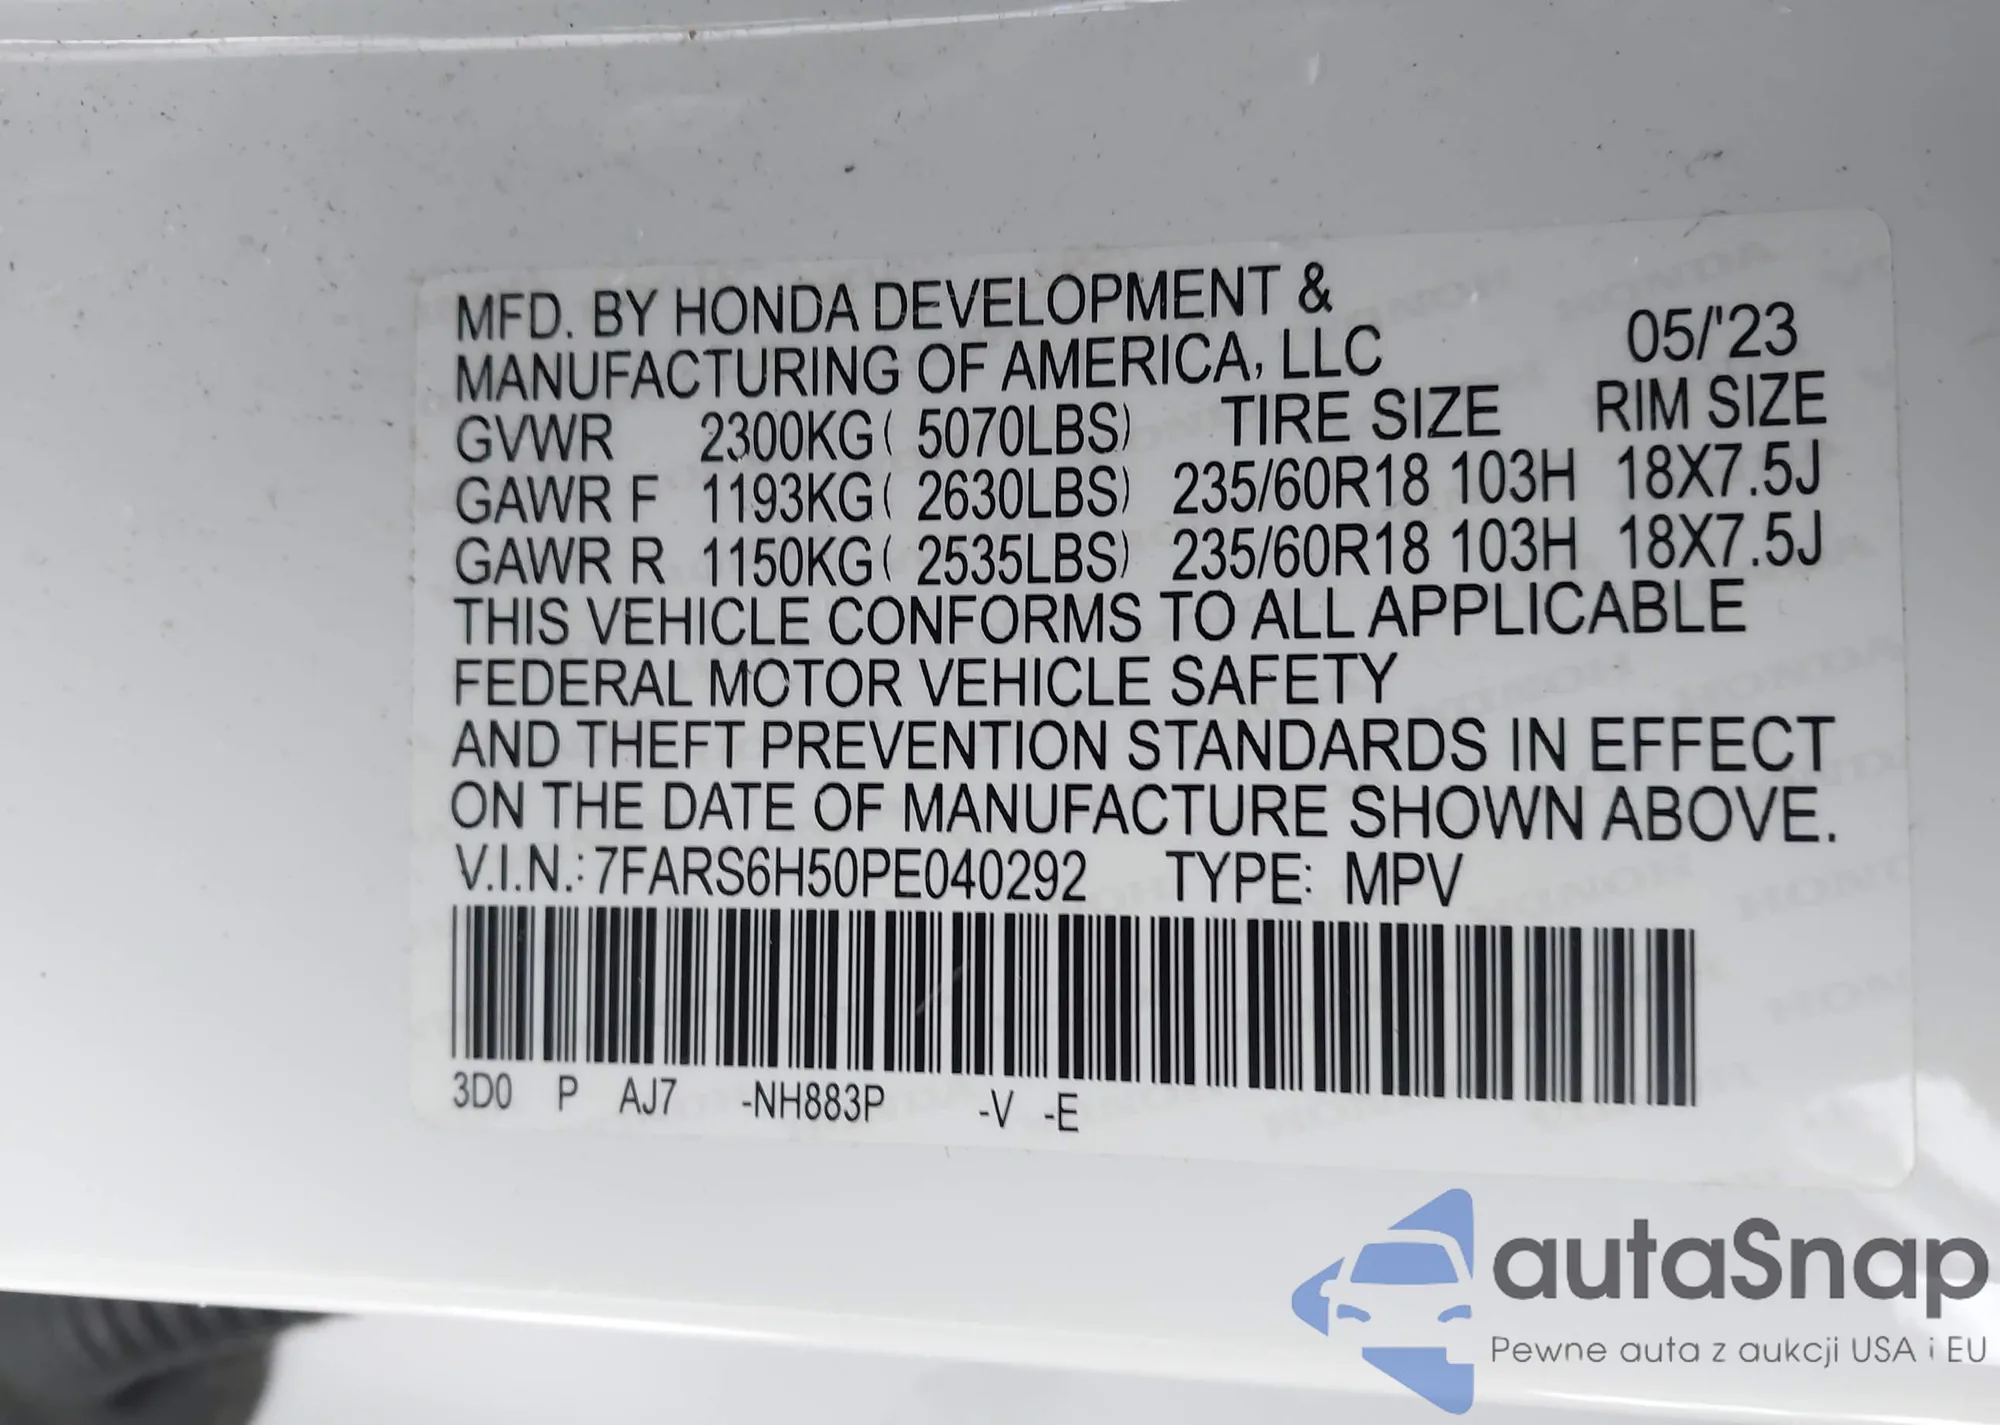 MFD. BY HONDA DEVELOPMENT &
MANUFACTURING OF AMERICA, LLC 05/'23
GVWR 2300KG( 5070LBS) TIRE SIZE RIM SIZE
GAWR F 1193KG( 2630LBS) 235/60R18 103H 18X7.5J
GAWR R 1150KG( 2535LBS) 235/60R18 103H 18X7.5J
THIS VEHICLE CONFORMS TO ALL APPLICABLE
FEDERAL MOTOR VEHICLE SAFETY
AND THEFT PREVENTION STANDARDS IN EFFECT
ON THE DATE OF MANUFACTURE SHOWN ABOVE.
V.I.N.: 7FARS6H50PE040292 TYPE: MPV
3D0 P AJ7 -NH883P -V -E
autaSnap
Pewne auta z aukcji USA i EU